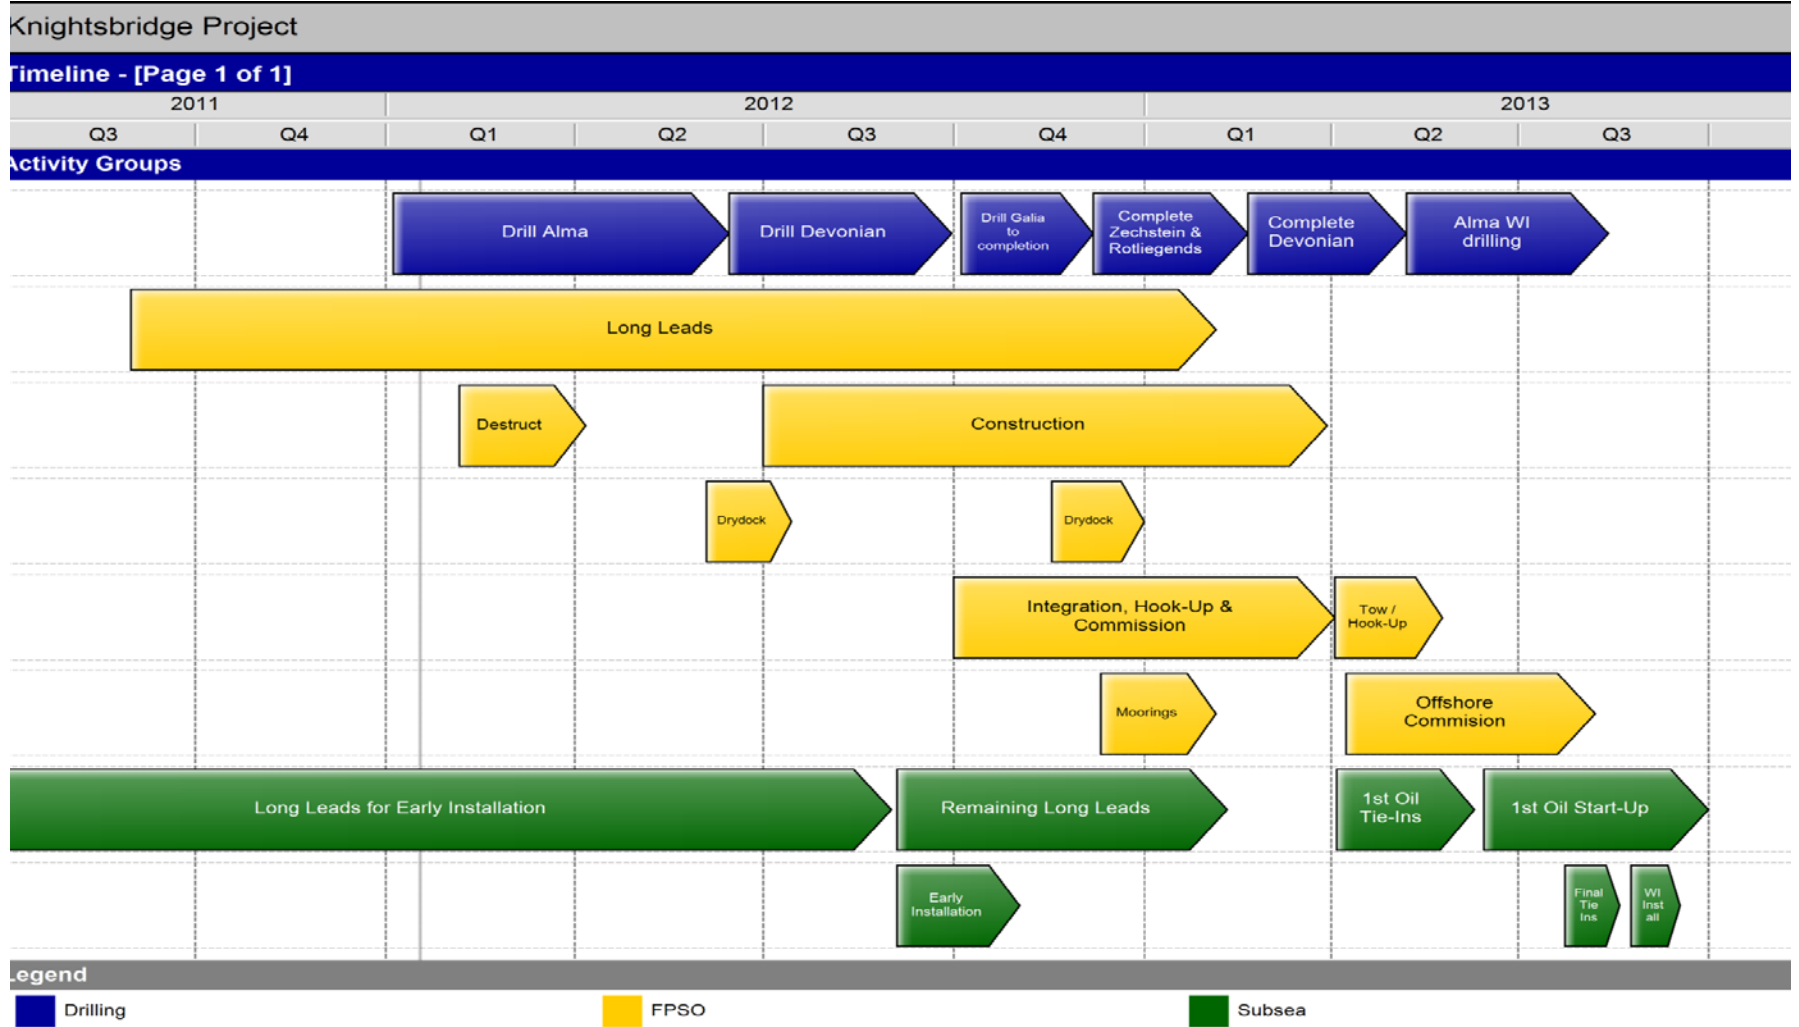 Knightsbridge Project
Timeline - [Page 1 of 1]
2011 2012 2013
Q3 Q4 Q1 Q2 Q3 Q4 Q1 Q2 Q3
Activity Groups
Drill Alma
Drill Devonian
Drill Galia
to
completion
Complete
Zechstein &
Rotliegends
Complete
Devonian
Alma WI
drilling
Long Leads
Destruct
Construction
Drydock
Drydock
Integration, Hook-Up &
Commission
Tow /
Hook-Up
Moorings
Offshore
Commision
Long Leads for Early Installation
Remaining Long Leads
1st Oil
Tie-Ins
1st Oil Start-Up
Early
Installation
Final
Tie
Ins
WI
Inst
all
Legend
Drilling
FPSO
Subsea